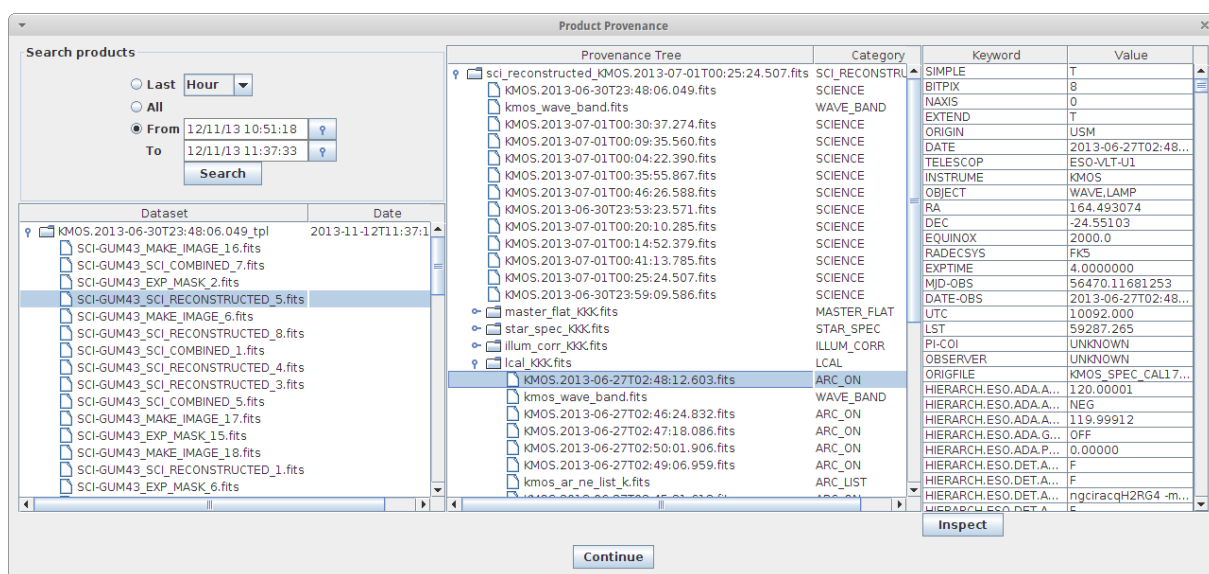 Product Provenance
Search products
Last Hour
All
From 12/11/13 10:51:18
To 12/11/13 11:37:33
Search
Dataset Date
KMOS.2013-06-30T23:48:06.049_tpl 2013-11-12T11:37:1
SCI-GUM43_MAKE_IMAGE_16.fits
SCI-GUM43_SCI_COMBINED_7.fits
SCI-GUM43_EXP_MASK_2.fits
SCI-GUM43_SCI_RECONSTRUCTED_5.fits
SCI-GUM43_MAKE_IMAGE_6.fits
SCI-GUM43_SCI_RECONSTRUCTED_8.fits
SCI-GUM43_SCI_COMBINED_1.fits
SCI-GUM43_SCI_RECONSTRUCTED_4.fits
SCI-GUM43_SCI_RECONSTRUCTED_3.fits
SCI-GUM43_SCI_COMBINED_5.fits
SCI-GUM43_MAKE_IMAGE_17.fits
SCI-GUM43_EXP_MASK_15.fits
SCI-GUM43_MAKE_IMAGE_18.fits
SCI-GUM43_SCI_RECONSTRUCTED_1.fits
SCI-GUM43_EXP_MASK_6.fits
Provenance Tree Category
sci_reconstructed_KMOS.2013-07-01T00:25:24.507.fits SCI_RECONSTRU
KMOS.2013-06-30T23:48:06.049.fits SCIENCE
kmos_wave_band.fits WAVE_BAND
KMOS.2013-07-01T00:30:37.274.fits SCIENCE
KMOS.2013-07-01T00:09:35.560.fits SCIENCE
KMOS.2013-07-01T00:04:22.390.fits SCIENCE
KMOS.2013-07-01T00:35:55.867.fits SCIENCE
KMOS.2013-07-01T00:46:26.588.fits SCIENCE
KMOS.2013-06-30T23:53:23.571.fits SCIENCE
KMOS.2013-07-01T00:20:10.285.fits SCIENCE
KMOS.2013-07-01T00:14:52.379.fits SCIENCE
KMOS.2013-07-01T00:41:13.785.fits SCIENCE
KMOS.2013-07-01T00:25:24.507.fits SCIENCE
KMOS.2013-06-30T23:59:09.586.fits SCIENCE
master_flat_KKK.fits MASTER_FLAT
star_spec_KKK.fits STAR_SPEC
illum_corr_KKK.fits ILLUM_CORR
lcal_KKK.fits LCAL
KMOS.2013-06-27T02:48:12.603.fits ARC_ON
kmos_wave_band.fits WAVE_BAND
KMOS.2013-06-27T02:46:24.832.fits ARC_ON
KMOS.2013-06-27T02:47:18.086.fits ARC_ON
KMOS.2013-06-27T02:50:01.906.fits ARC_ON
KMOS.2013-06-27T02:49:06.959.fits ARC_ON
kmos_ar_ne_list_k.fits ARC_LIST
Keyword Value
SIMPLE T
BITPIX 8
NAXIS 0
EXTEND T
ORIGIN USM
DATE 2013-06-27T02:48...
TELESCOP ESO-VLT-U1
INSTRUME KMOS
OBJECT WAVE,LAMP
RA 164.493074
DEC -24.55103
EQUINOX 2000.0
RADECSYS FK5
EXPTIME 4.0000000
MJD-OBS 56470.11681253
DATE-OBS 2013-06-27T02:48...
UTC 10092.000
LST 59287.265
PI-COI UNKNOWN
OBSERVER UNKNOWN
ORIGFILE KMOS_SPEC_CAL17...
HIERARCH.ESO.ADA.A... 120.00001
HIERARCH.ESO.ADA.A... NEG
HIERARCH.ESO.ADA.A... 119.99912
HIERARCH.ESO.ADA.G... OFF
HIERARCH.ESO.ADA.P... 0.00000
HIERARCH.ESO.DET.A... F
HIERARCH.ESO.DET.A... F
HIERARCH.ESO.DET.A... ngciracqH2RG4 -m...
Inspect
Continue